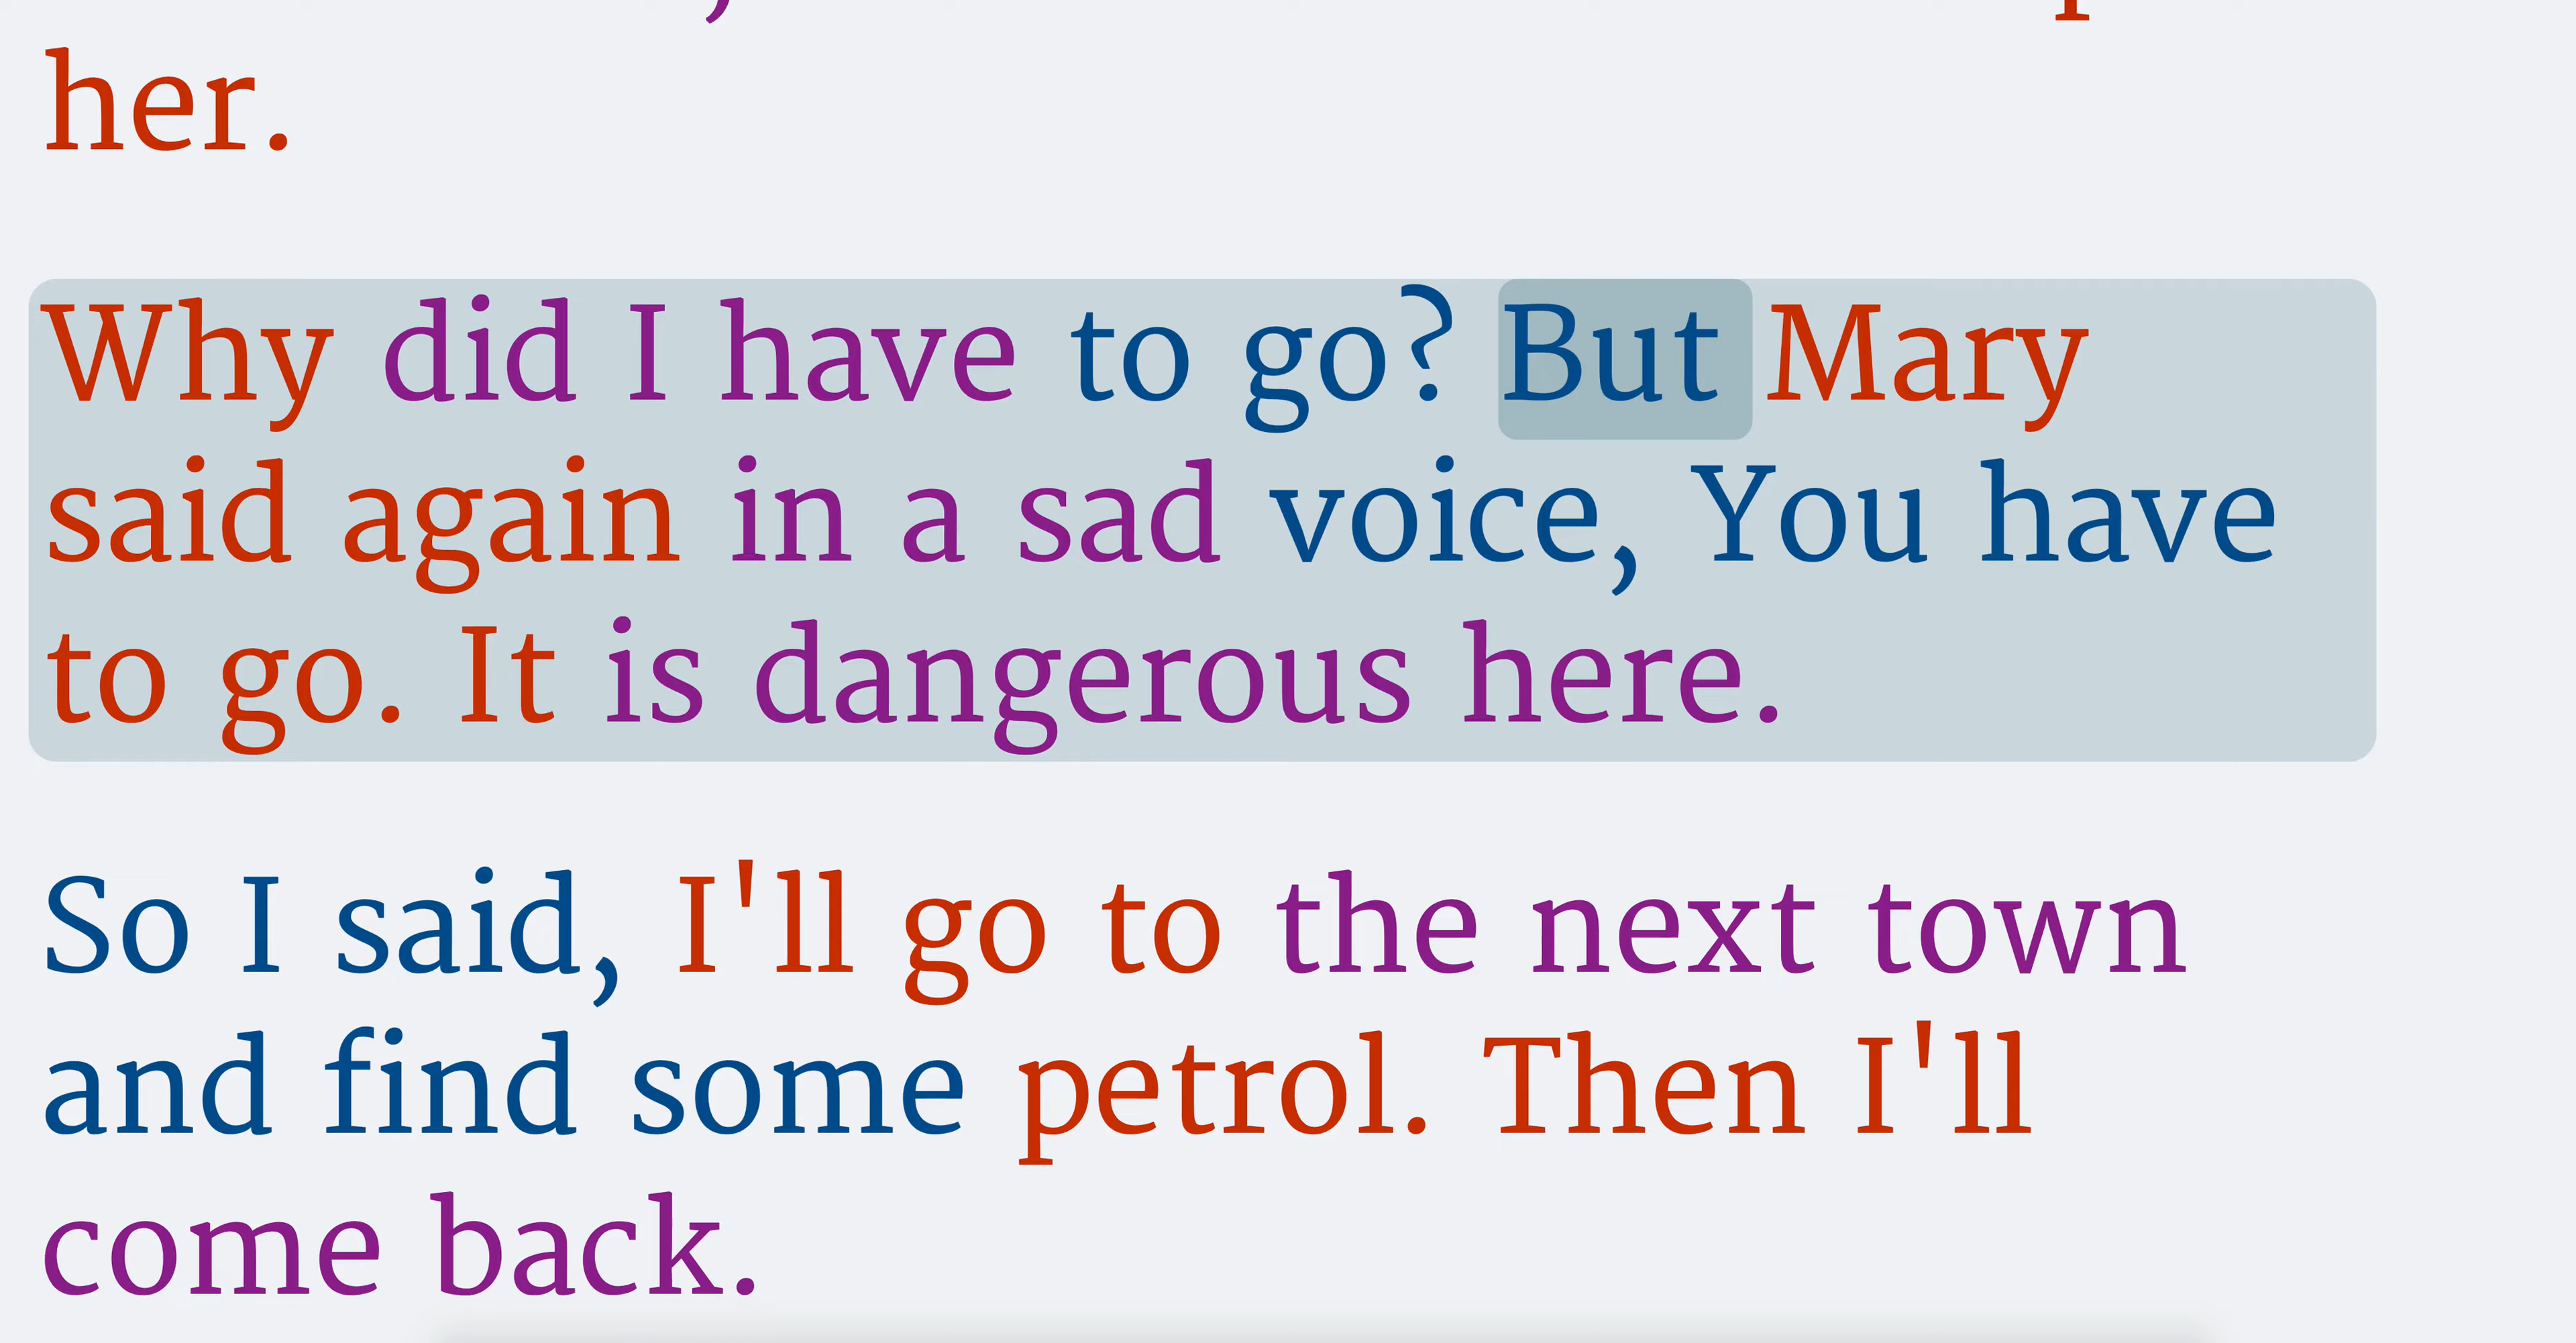 her.
Why did I have to go? But Mary
said again in a sad voice, You have
to go. It is dangerous here.
So I said, I'll go to the next town
and find some petrol. Then I'll
come back.